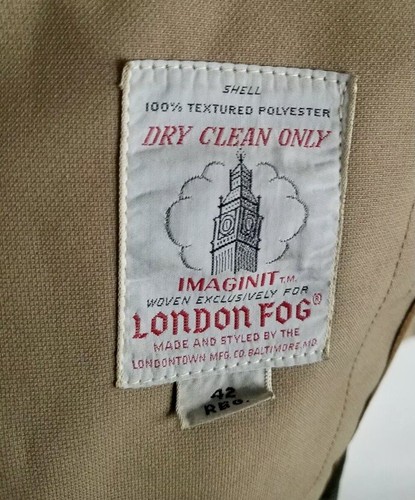 SHELL
100% TEXTURED POLYESTER
DRY CLEAN ONLY
IMAGINIT T.M.
WOVEN EXCLUSIVELY FOR
LONDON FOG®
MADE AND STYLED BY THE
LONDONTOWN MFG. CO. BALTIMORE, MD.
42
REG.